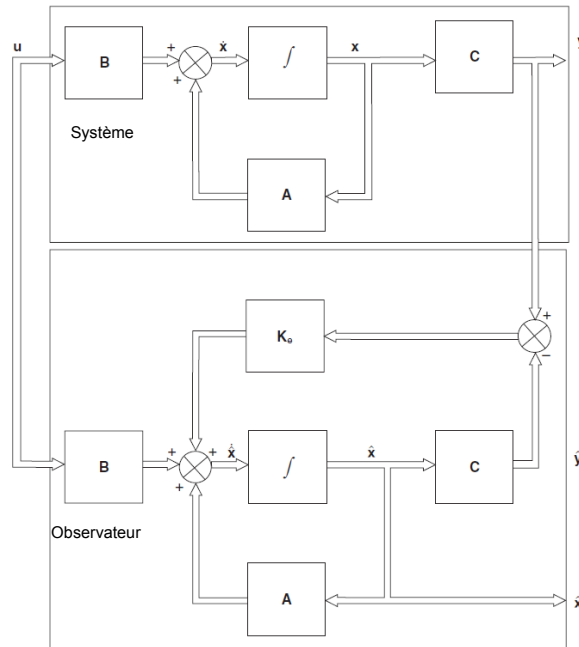 u
B
+
+
ẋ
∫
x
C
y
Système
A
+
−
Kₑ
B
+
+
+
x̂̇
∫
x̂
C
ŷ
Observateur
A
x̂